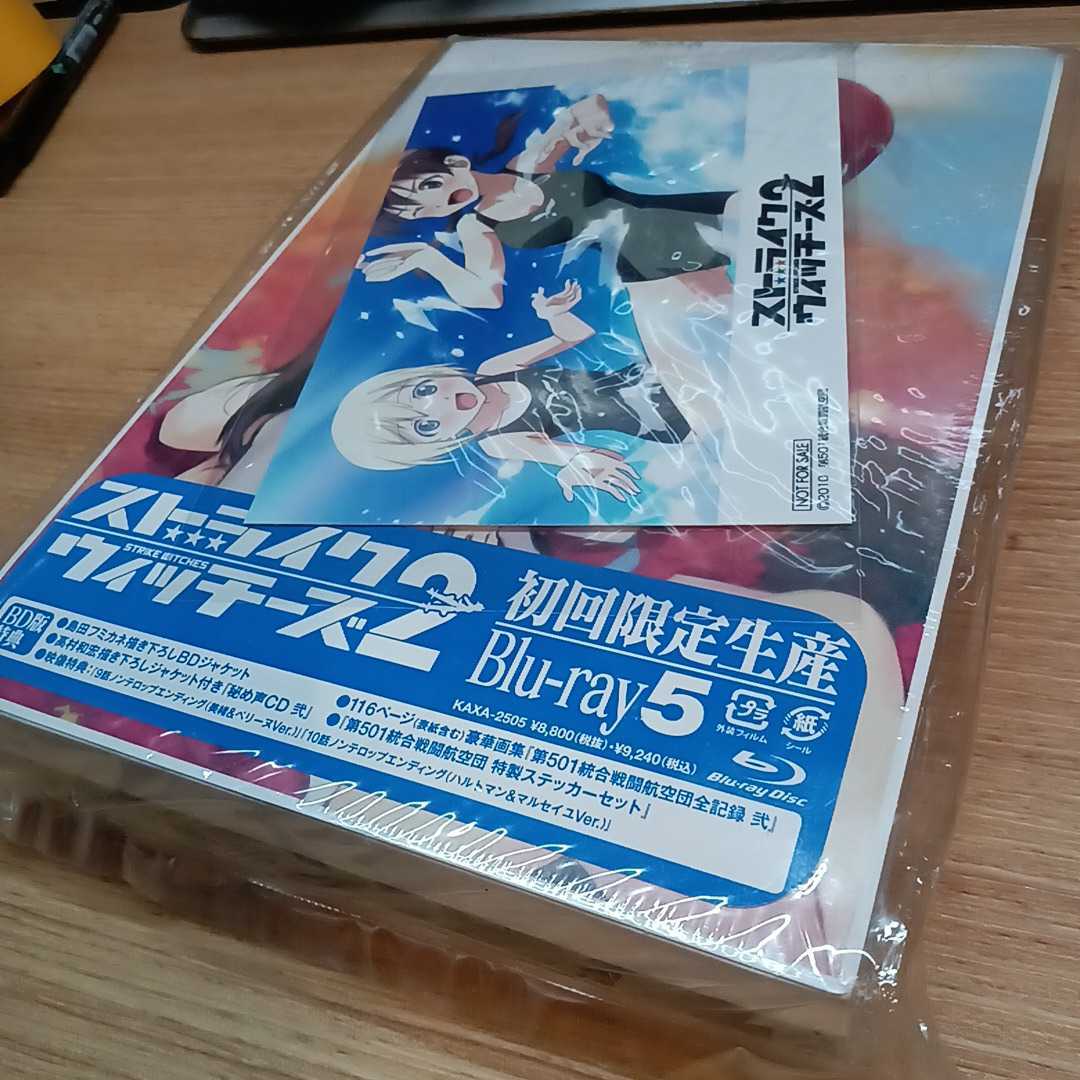 ストライク
ウィッチーズ2
NOT FOR SALE
©2010 第501統合戦闘航空団
ストライク
STRIKE WITCHES
ウィッチーズ2
初回限定生産
Blu-ray 5
プラ
外装フィルム
紙
シール
KAXA-2505 ¥8,800(税抜)・¥9,240(税込)
Blu-ray Disc
BD版
特典
●島田フミカネ描き下ろしBDジャケット
●高村和宏描き下ろしジャケット付き『秘め声CD 弐』
●映像特典:「9話ノンテロップエンディング(美緒&ペリーヌVer.)」「10話ノンテロップエンディング(ハルトマン&マルセイユVer.)」
●116ページ(表紙含む)豪華画集『第501統合戦闘航空団全記録 弐』
●『第501統合戦闘航空団 特製ステッカーセット』